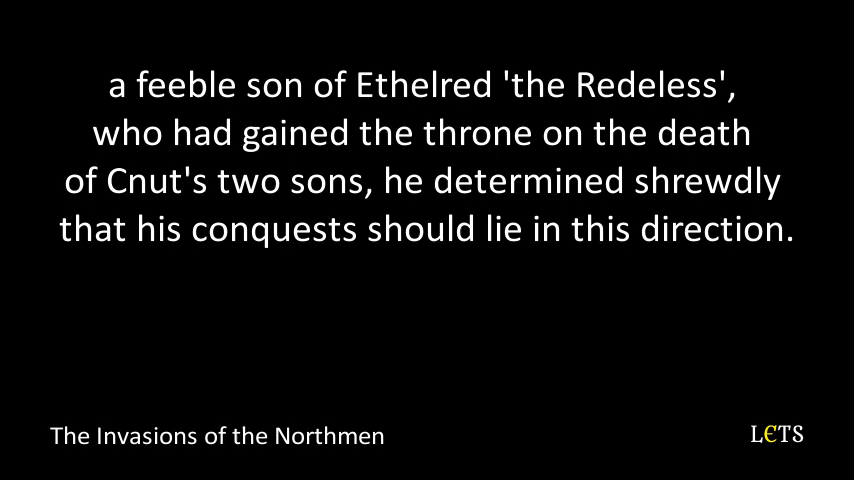 a feeble son of Ethelred 'the Redeless',
who had gained the throne on the death
of Cnut's two sons, he determined shrewdly
that his conquests should lie in this direction.
The Invasions of the Northmen
LЄTS